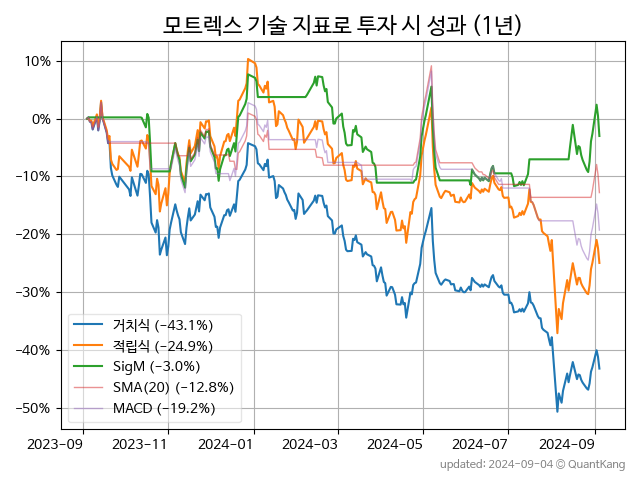 모트렉스 기술 지표로 투자 시 성과 (1년)
10%
0%
−10%
−20%
−30%
−40%
−50%
거치식 (−43.1%)
적립식 (−24.9%)
SigM (−3.0%)
SMA(20) (−12.8%)
MACD (−19.2%)
2023-09 2023-11 2024-01 2024-03 2024-05 2024-07 2024-09
updated: 2024-09-04 © QuantKang